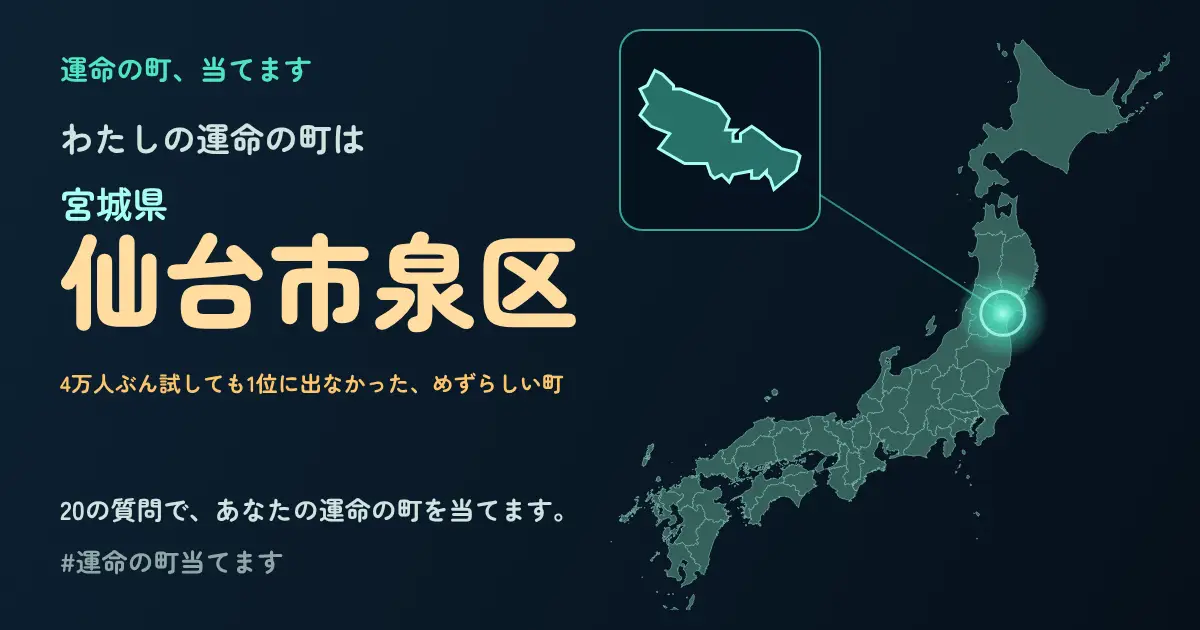 運命の町、当てます
わたしの運命の町は
宮城県
仙台市泉区
4万人ぶん試しても1位に出なかった、めずらしい町
20の質問で、あなたの運命の町を当てます。
#運命の町当てます